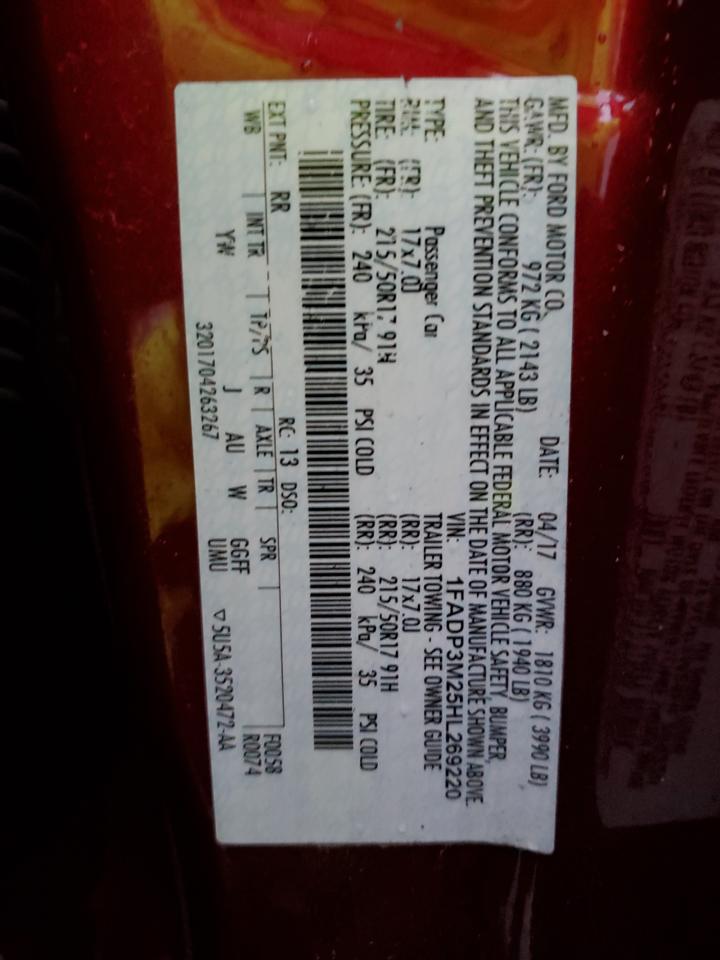 MFD. BY FORD MOTOR CO. DATE: 04/17 GVWR: 1810 KG ( 3990 LB)
GAWR: (FR): 972 KG ( 2143 LB) (RR): 880 KG ( 1940 LB)
THIS VEHICLE CONFORMS TO ALL APPLICABLE FEDERAL MOTOR VEHICLE SAFETY, BUMPER,
AND THEFT PREVENTION STANDARDS IN EFFECT ON THE DATE OF MANUFACTURE SHOWN ABOVE.
VIN: 1FADP3M25HL269220
TYPE: Passenger Car TRAILER TOWING - SEE OWNER GUIDE
RIM: (FR): 17x7.0J (RR): 17x7.0J
TIRE: (FR): 215/50R17 91H (RR): 215/50R17 91H
PRESSURE: (FR): 240 kPa/ 35 PSI COLD (RR): 240 kPa/ 35 PSI COLD
EXT PNT: RR RC: 13 DSO: F0058
WB | INT TR | TP/PS | R | AXLE | TR | SPR | R0074
YW J AU W GGFF
3201704263267 UMU ▽ 5U5A-3520472-AA